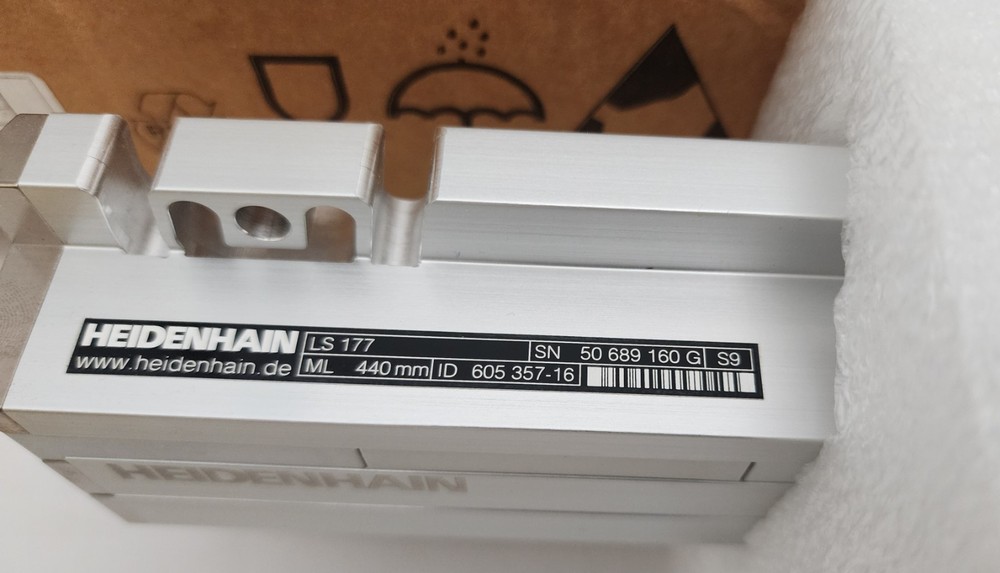 HEIDENHAIN
www.heidenhain.de
LS 177
SN 50 689 160 G S9
ML 440 mm ID 605 357-16
HEIDENHAIN